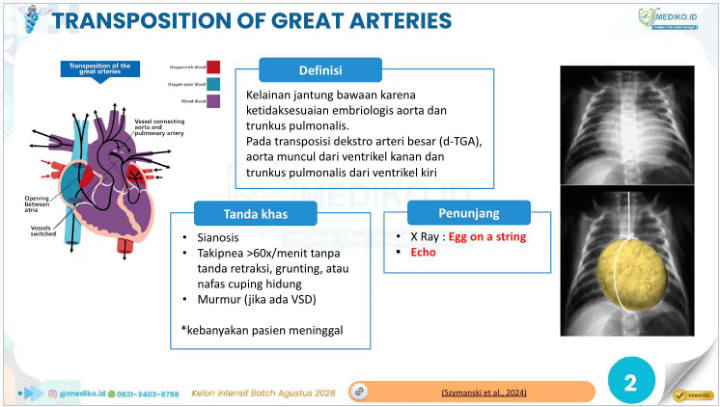 TRANSPOSITION OF GREAT ARTERIES
MEDIKO.ID
Transposition of the
great arteries
Oxygen-rich blood
Oxygen-poor blood
Mixed blood
Vessel connecting
aorta and
pulmonary artery
Opening
between
atria
Vessels
switched
Definisi
Kelainan jantung bawaan karena
ketidaksesuaian embriologis aorta dan
trunkus pulmonalis.
Pada transposisi dekstro arteri besar (d-TGA),
aorta muncul dari ventrikel kanan dan
trunkus pulmonalis dari ventrikel kiri
MEDIKO.ID
Tanda khas
• Sianosis
• Takipnea >60x/menit tanpa
tanda retraksi, grunting, atau
nafas cuping hidung
• Murmur (jika ada VSD)
*kebanyakan pasien meninggal
Penunjang
• X Ray : Egg on a string
• Echo
@mediko.id 0821-3403-8758 Kelon Intensif Batch Agustus 2026
(Szymanski et al., 2024)
2
VERIFIED